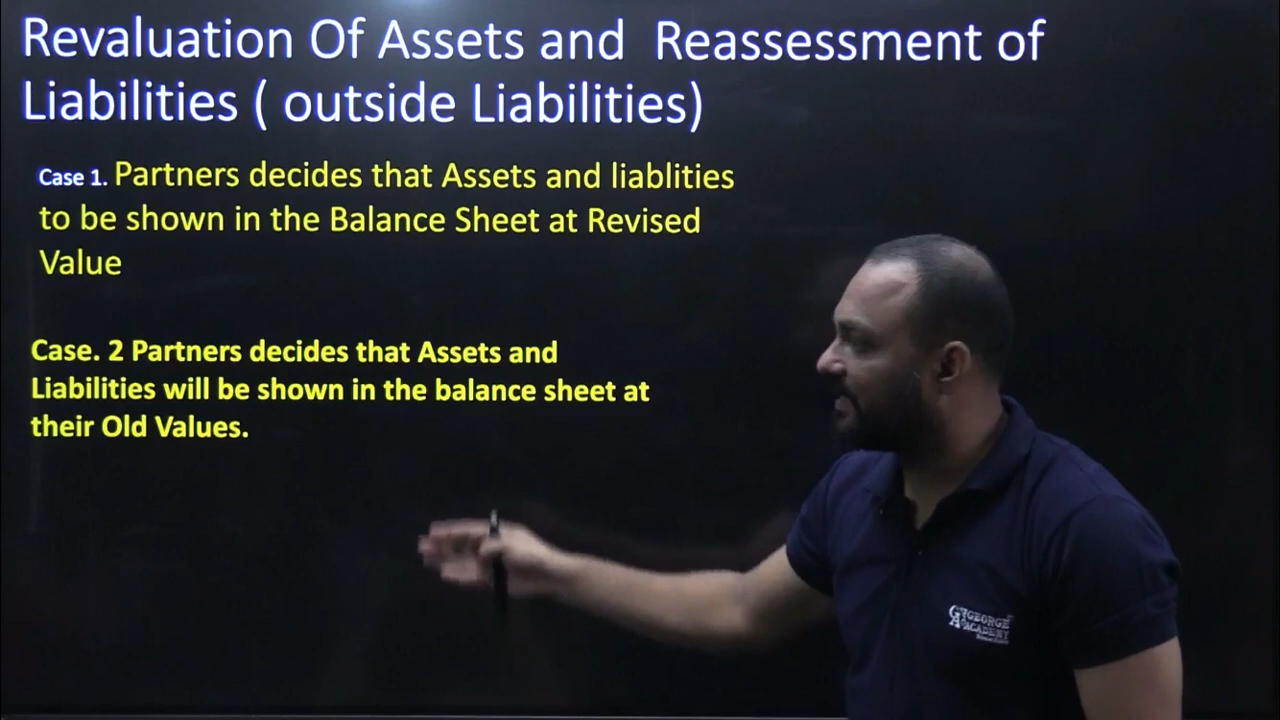 Revaluation Of Assets and Reassessment of
Liabilities ( outside Liabilities)
Case 1. Partners decides that Assets and liablities
to be shown in the Balance Sheet at Revised
Value
Case. 2 Partners decides that Assets and
Liabilities will be shown in the balance sheet at
their Old Values.
GEORGE
ACADEMY